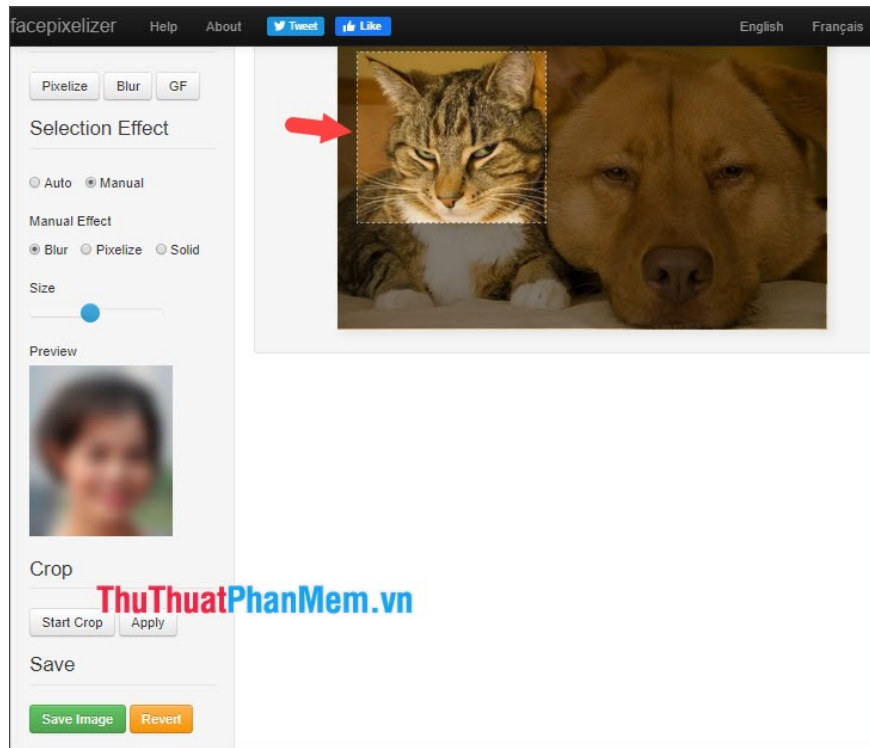 facepixelizer Help About Tweet Like English Français
Pixelize Blur GF
Selection Effect
Auto Manual
Manual Effect
Blur Pixelize Solid
Size
Preview
Crop
ThuThuatPhanMem.vn
Start Crop Apply
Save
Save Image Revert